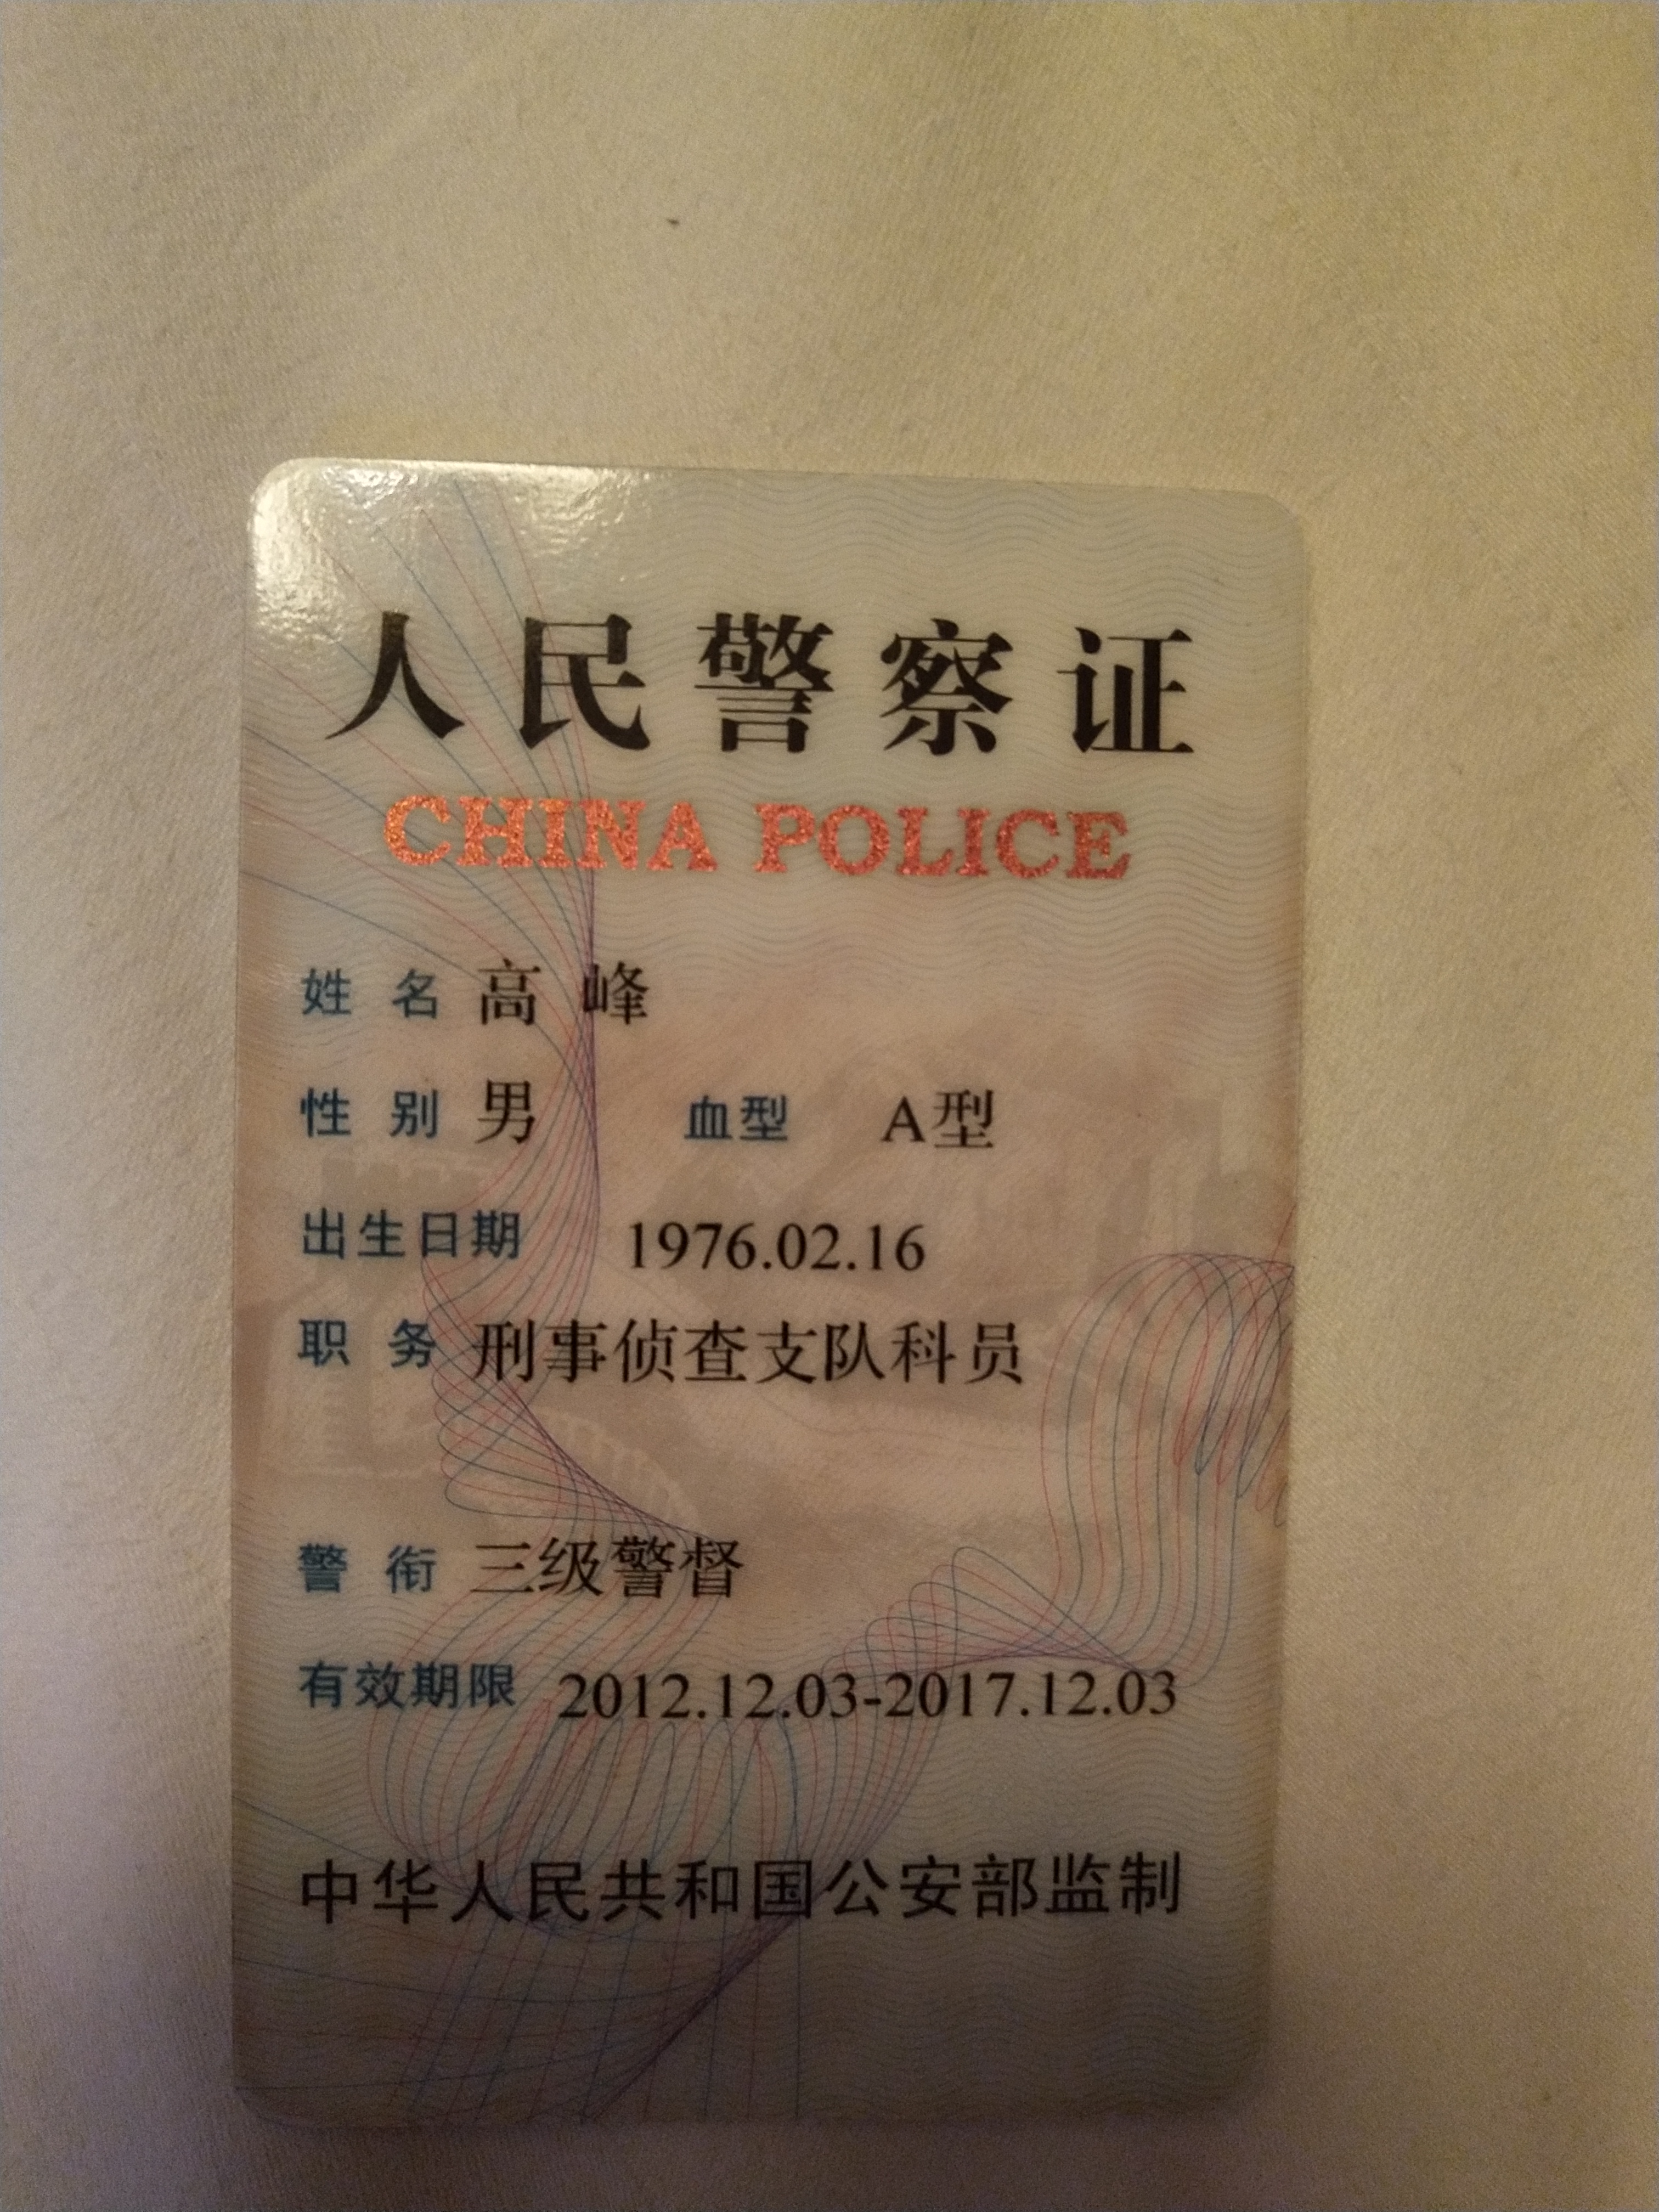 人民警察证
CHINA POLICE
姓名 高峰
性别 男 血型 A型
出生日期 1976.02.16
职务 刑事侦查支队科员
警衔 三级警督
有效期限 2012.12.03-2017.12.03
中华人民共和国公安部监制